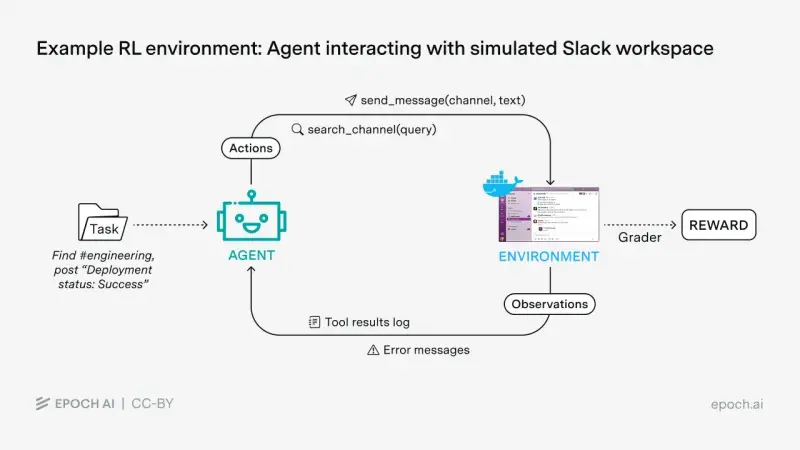 Example RL environment: Agent interacting with simulated Slack workspace
send_message(channel, text)
search_channel(query)
Actions
Task
Find #engineering,
post “Deployment
status: Success”
AGENT
ENVIRONMENT
Grader
REWARD
Observations
Tool results log
Error messages
EPOCH AI | CC-BY
epoch.ai